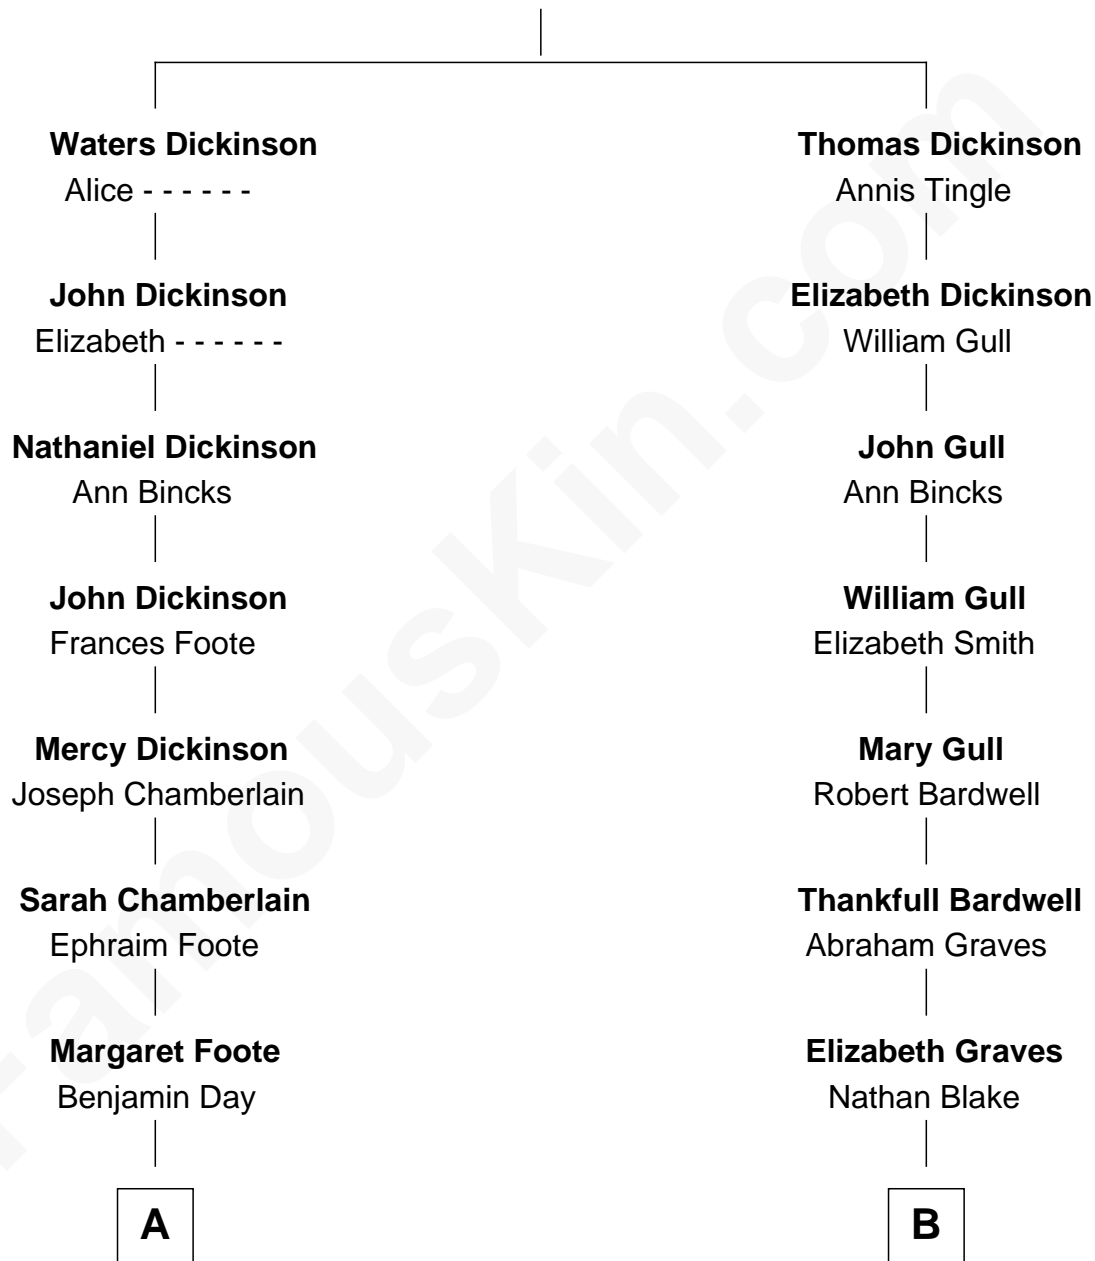 Waters Dickinson
Alice - - - - - -
John Dickinson
Elizabeth - - - - - -
Nathaniel Dickinson
Ann Bincks
John Dickinson
Frances Foote
Mercy Dickinson
Joseph Chamberlain
Sarah Chamberlain
Ephraim Foote
Margaret Foote
Benjamin Day
A
Thomas Dickinson
Annis Tingle
Elizabeth Dickinson
William Gull
John Gull
Ann Bincks
William Gull
Elizabeth Smith
Mary Gull
Robert Bardwell
Thankfull Bardwell
Abraham Graves
Elizabeth Graves
Nathan Blake
B
FamousKin.com